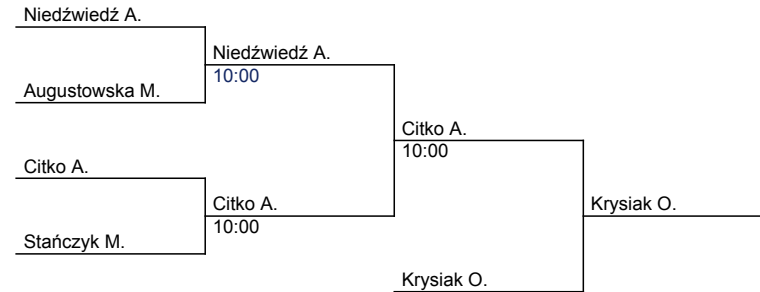 Niedźwiedź A.
Niedźwiedź A.
10:00
Augustowska M.
Citko A.
10:00
Citko A.
Citko A.
10:00
Krysiak O.
Stańczyk M.
Krysiak O.